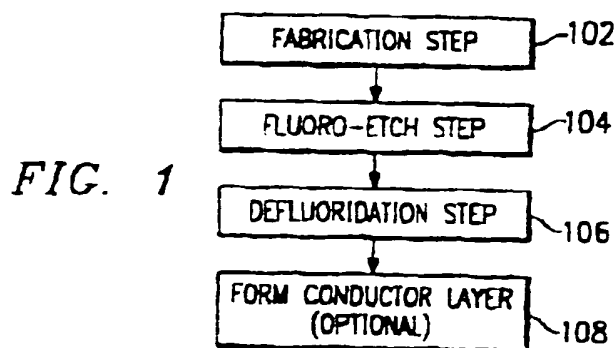 FABRICATION STEP
102
FLUORO-ETCH STEP
104
FIG. 1
DEFLUORIDATION STEP
106
FORM CONDUCTOR LAYER
(OPTIONAL)
108